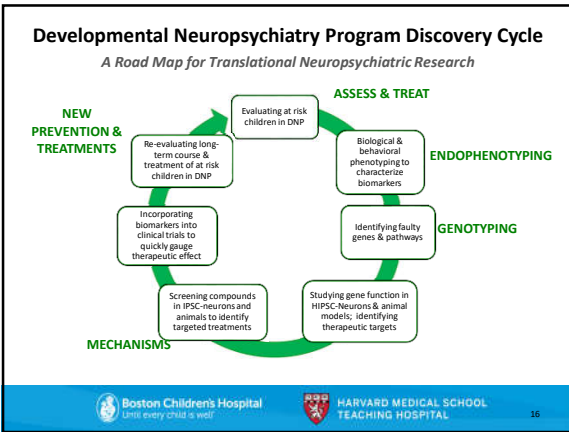 Developmental Neuropsychiatry Program Discovery Cycle
A Road Map for Translational Neuropsychiatric Research
ASSESS & TREAT
Evaluating at risk
children in DNP
Biological &
behavioral
phenotyping to
characterize
biomarkers
ENDOPHENOTYPING
Identifying faulty
genes & pathways
GENOTYPING
Studying gene function in
HIPSC-Neurons & animal
models; identifying
therapeutic targets
Screening compounds
in IPSC-neurons and
animals to identify
targeted treatments
MECHANISMS
Incorporating
biomarkers into
clinical trials to
quickly gauge
therapeutic effect
Re-evaluating long-
term course &
treatment of at risk
children in DNP
NEW
PREVENTION &
TREATMENTS
Boston Children's Hospital
Until every child is well
HARVARD MEDICAL SCHOOL
TEACHING HOSPITAL
16